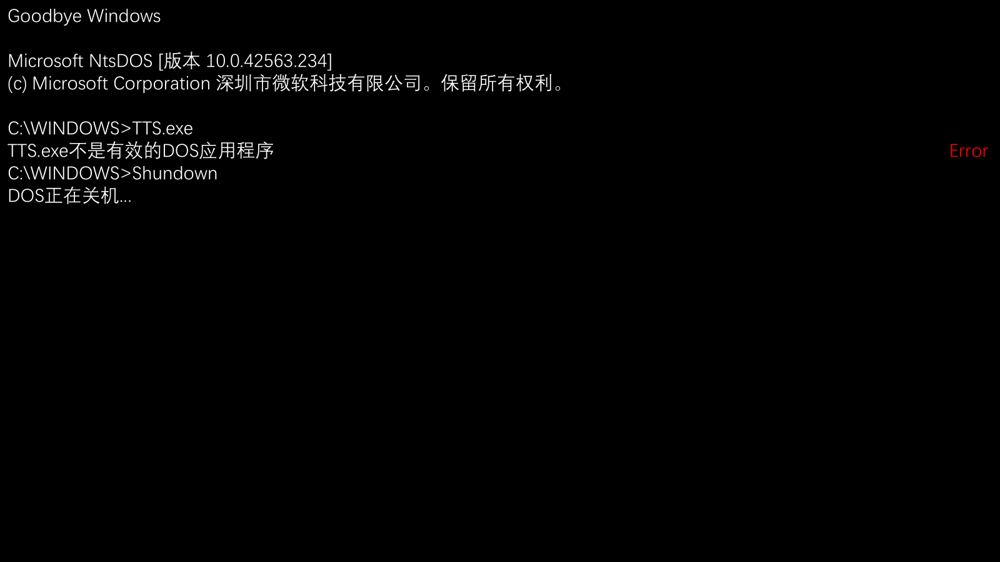 Goodbye Windows
Microsoft NtsDOS [版本 10.0.42563.234]
(c) Microsoft Corporation 深圳市微软科技有限公司。保留所有权利。
C:\WINDOWS>TTS.exe
TTS.exe不是有效的DOS应用程序 Error
C:\WINDOWS>Shundown
DOS正在关机...